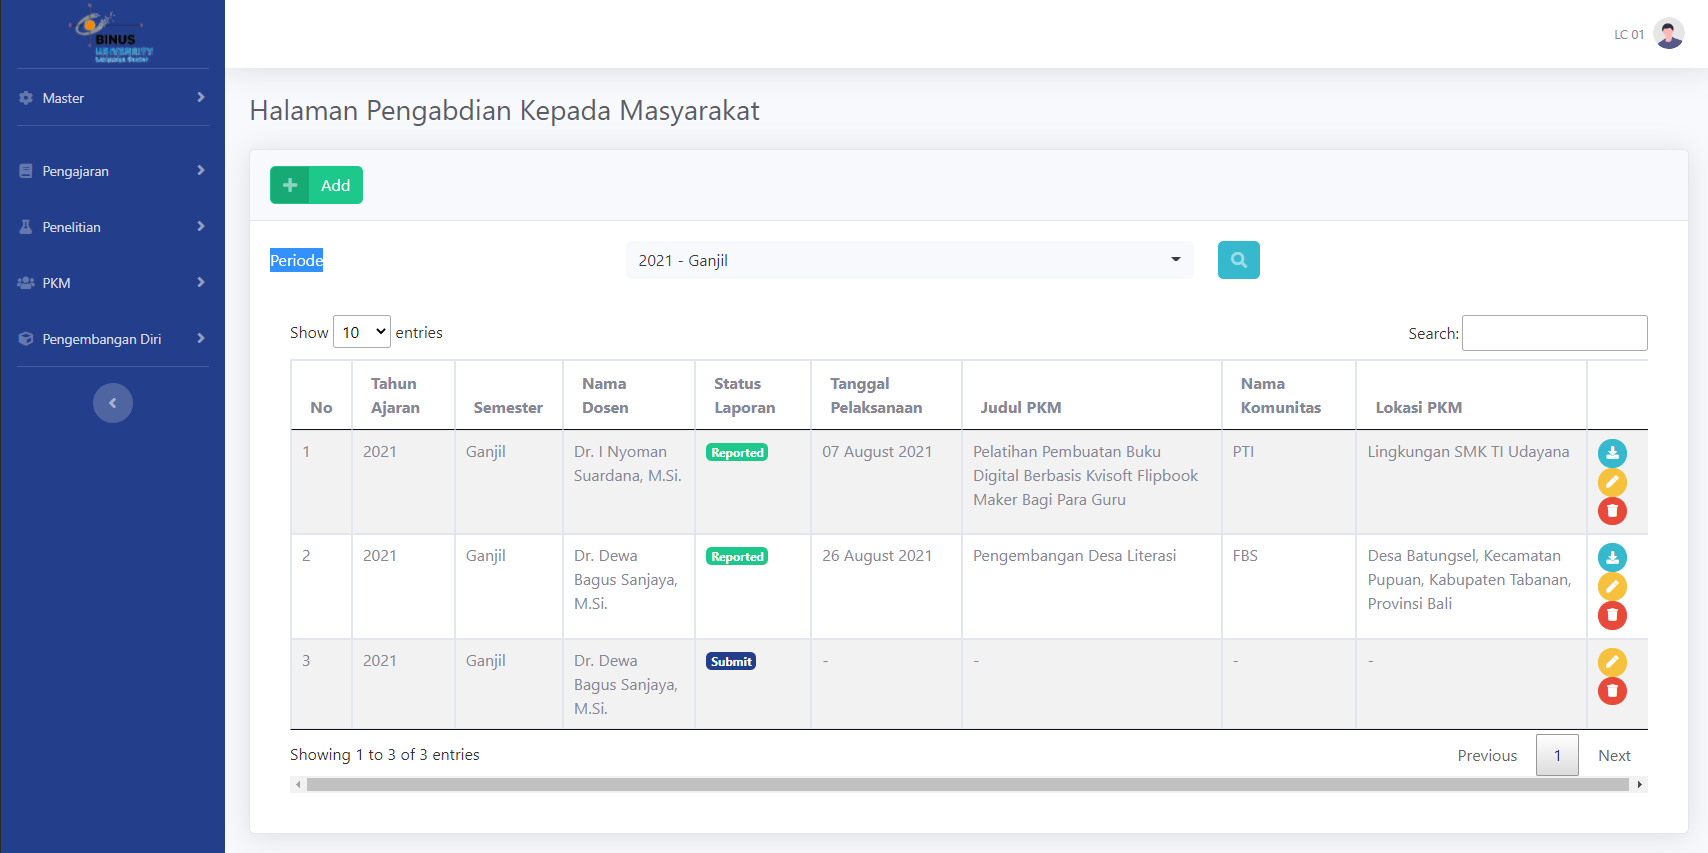 BINUS
UNIVERSITY
LC 01
Master
Pengajaran
Penelitian
PKM
Pengembangan Diri
Halaman Pengabdian Kepada Masyarakat
Add
Periode
2021 - Ganjil
Show 10 entries
Search:
No
Tahun
Ajaran
Semester
Nama
Dosen
Status
Laporan
Tanggal
Pelaksanaan
Judul PKM
Nama
Komunitas
Lokasi PKM
1
2021
Ganjil
Dr. I Nyoman
Suardana, M.Si.
Reported
07 August 2021
Pelatihan Pembuatan Buku
Digital Berbasis Kvisoft Flipbook
Maker Bagi Para Guru
PTI
Lingkungan SMK TI Udayana
2
2021
Ganjil
Dr. Dewa
Bagus Sanjaya,
M.Si.
Reported
26 August 2021
Pengembangan Desa Literasi
FBS
Desa Batungsel, Kecamatan
Pupuan, Kabupaten Tabanan,
Provinsi Bali
3
2021
Ganjil
Dr. Dewa
Bagus Sanjaya,
M.Si.
Submit
-
-
-
-
Showing 1 to 3 of 3 entries
Previous 1 Next